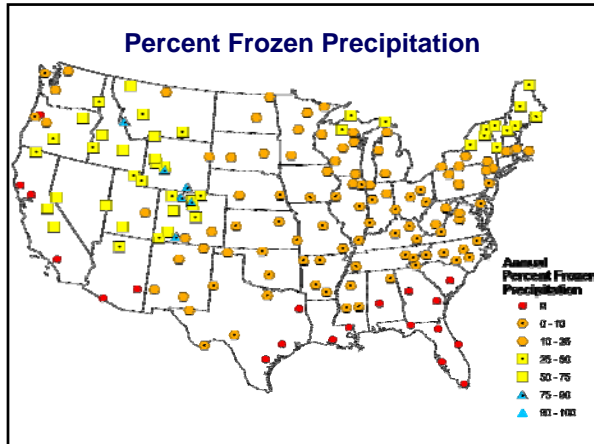 Percent Frozen Precipitation
Annual
Percent Frozen
Precipitation
0
0 - 10
10 - 25
25 - 50
50 - 75
75 - 90
90 - 100